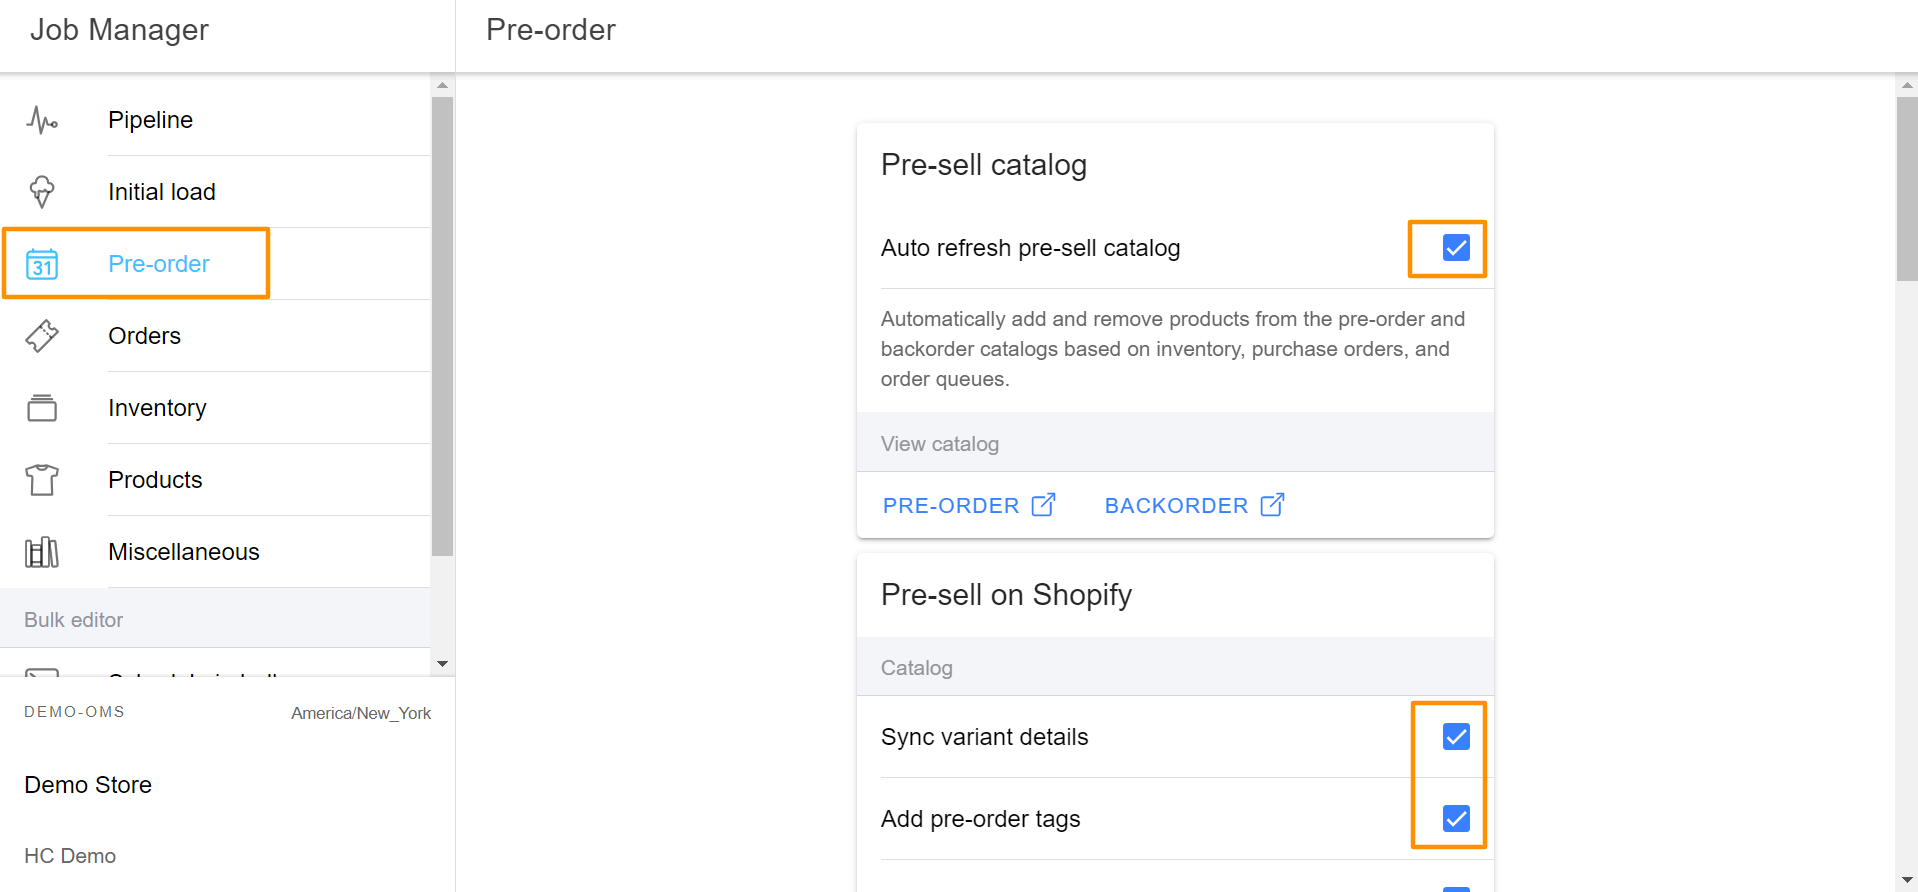 Job Manager
Pre-order
Pipeline
Initial load
31
Pre-order
Orders
Inventory
Products
Miscellaneous
Bulk editor
DEMO-OMS
America/New_York
Demo Store
HC Demo
Pre-sell catalog
Auto refresh pre-sell catalog
Automatically add and remove products from the pre-order and
backorder catalogs based on inventory, purchase orders, and
order queues.
View catalog
PRE-ORDER
BACKORDER
Pre-sell on Shopify
Catalog
Sync variant details
Add pre-order tags